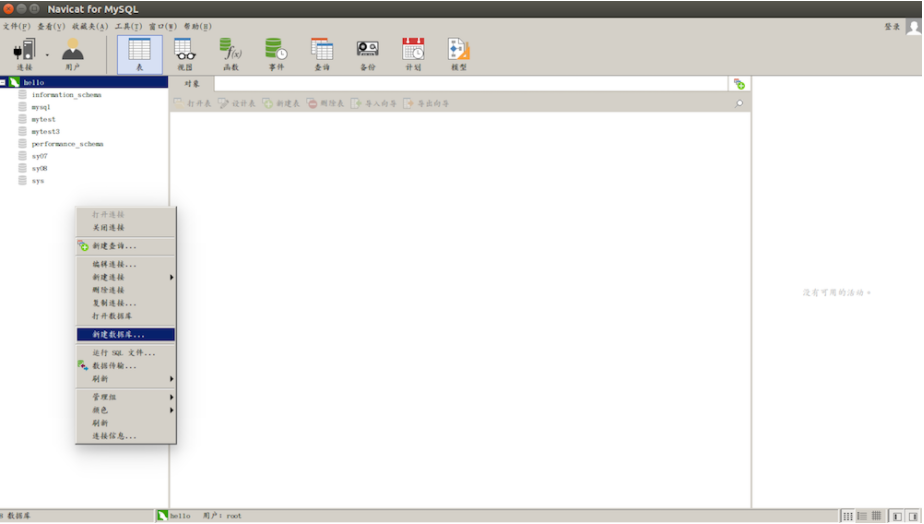 Navicat for MySQL
文件(F) 查看(V) 收藏夹(A) 工具(T) 窗口(W) 帮助(H) 登录
连接 用户 表 视图 函数 事件 查询 备份 计划 模型
f(x)
hello
对象
打开表 设计表 新建表 删除表 导入向导 导出向导
information_schema
mysql
mytest
mytest3
performance_schema
sy07
sy08
sys
打开连接
关闭连接
新建查询...
编辑连接...
新建连接
删除连接
复制连接...
打开数据库
新建数据库...
运行 SQL 文件...
数据传输...
刷新
管理组
颜色
刷新
连接信息...
没有可用的活动。
数据库 hello 用户: root